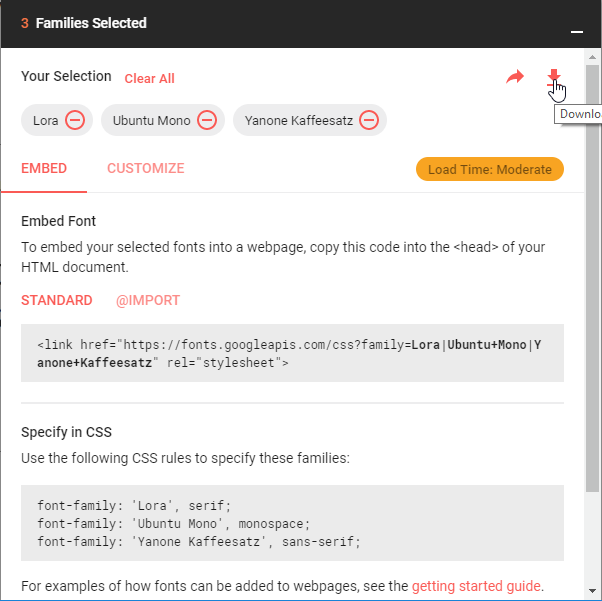 3 Families Selected
Your Selection Clear All
Lora Ubuntu Mono Yanone Kaffeesatz
EMBED CUSTOMIZE Load Time: Moderate
Embed Font
To embed your selected fonts into a webpage, copy this code into the <head> of your
HTML document.
STANDARD @IMPORT
<link href="https://fonts.googleapis.com/css?family=Lora|Ubuntu+Mono|Y
anone+Kaffeesatz" rel="stylesheet">
Specify in CSS
Use the following CSS rules to specify these families:
font-family: 'Lora', serif;
font-family: 'Ubuntu Mono', monospace;
font-family: 'Yanone Kaffeesatz', sans-serif;
For examples of how fonts can be added to webpages, see the getting started guide.